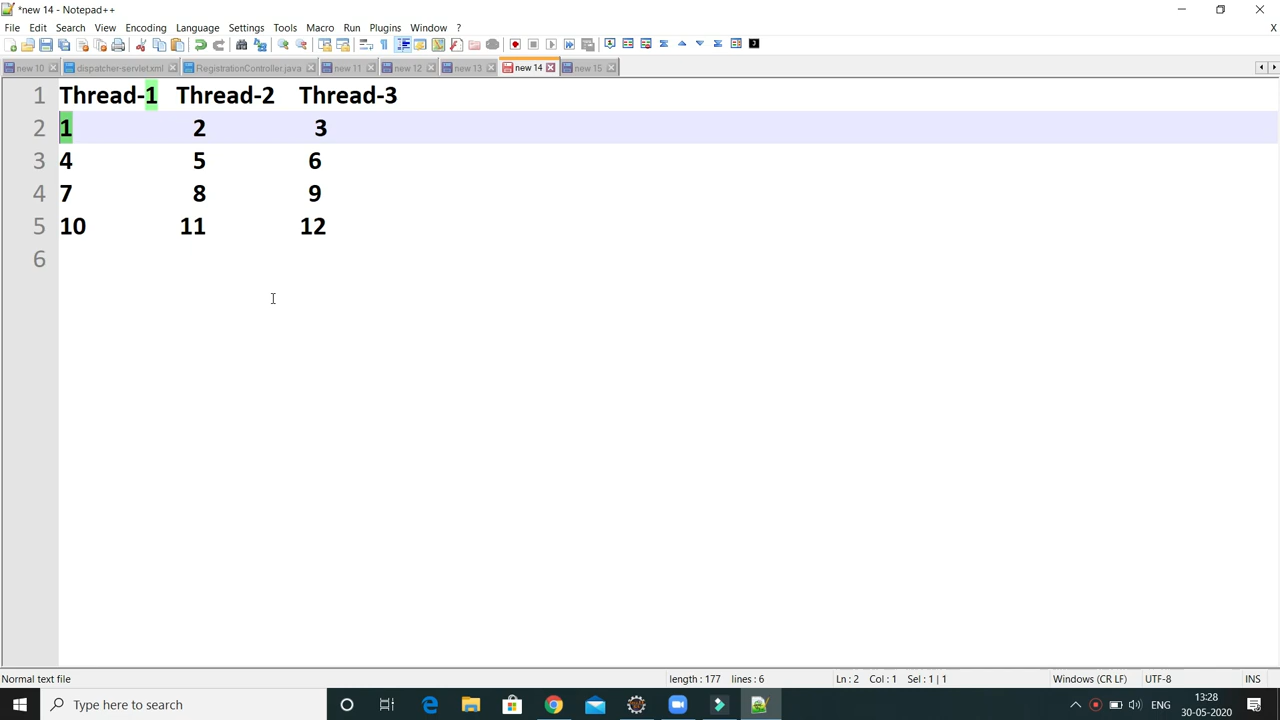 *new 14 - Notepad++
File Edit Search View Encoding Language Settings Tools Macro Run Plugins Window ? X
new 10 dispatcher-servlet.xml RegistrationController.java new 11 new 12 new 13 new 14 new 15
1 Thread-1 Thread-2 Thread-3
2 1 2 3
3 4 5 6
4 7 8 9
5 10 11 12
6
Normal text file length : 177 lines : 6 Ln : 2 Col : 1 Sel : 1 | 1 Windows (CR LF) UTF-8 INS
Type here to search ENG 13:28
30-05-2020